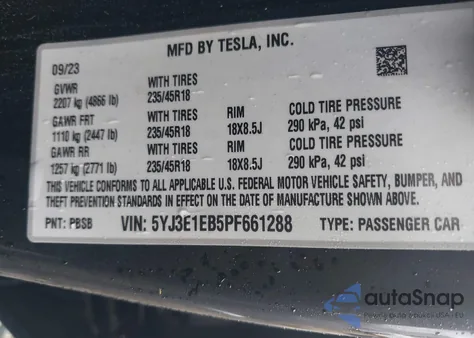 MFD BY TESLA, INC.
09/23
GVWR WITH TIRES
2207 kg (4866 lb) 235/45R18
GAWR FRT WITH TIRES RIM COLD TIRE PRESSURE
1110 kg (2447 lb) 235/45R18 18X8.5J 290 kPa, 42 psi
GAWR RR WITH TIRES RIM COLD TIRE PRESSURE
1257 kg (2771 lb) 235/45R18 18X8.5J 290 kPa, 42 psi
THIS VEHICLE CONFORMS TO ALL APPLICABLE U.S. FEDERAL MOTOR VEHICLE SAFETY, BUMPER, AND
THEFT PREVENTION STANDARDS IN EFFECT ON THE DATE OF MANUFACTURE SHOWN ABOVE.
PNT: PBSB VIN: 5YJ3E1EB5PF661288 TYPE: PASSENGER CAR
autoSnap